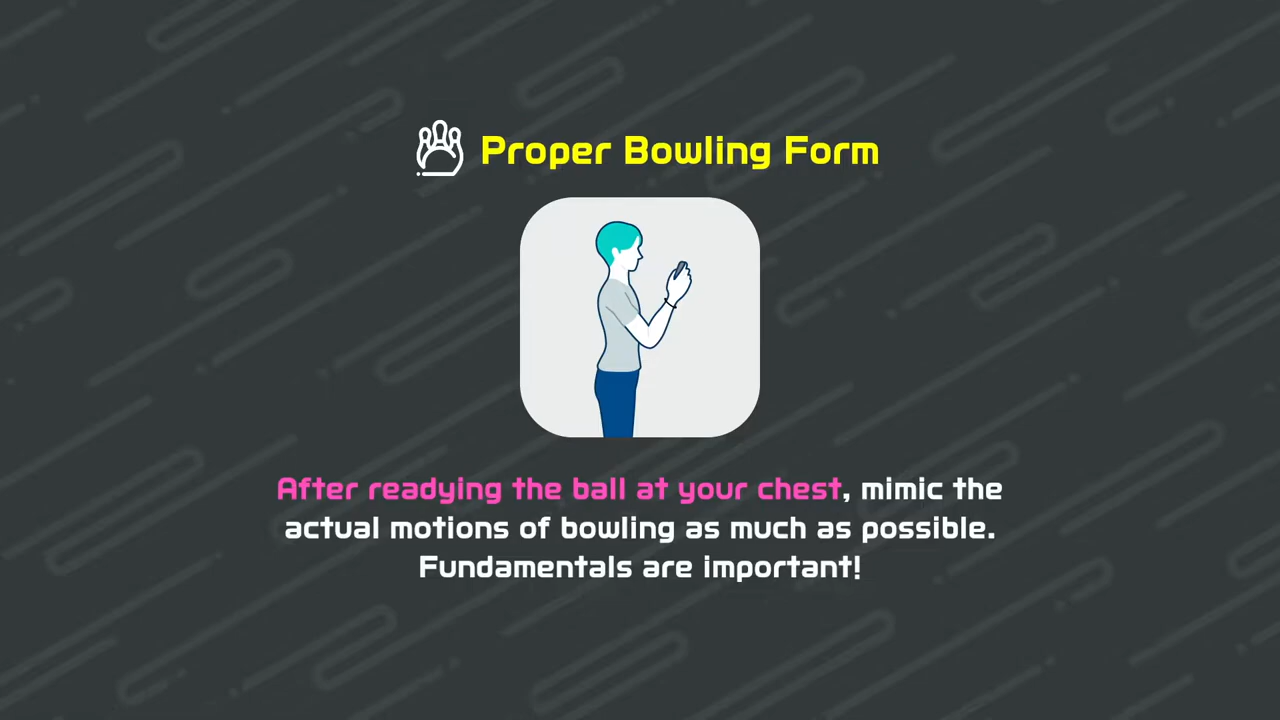 Proper Bowling Form
After readying the ball at your chest, mimic the
actual motions of bowling as much as possible.
Fundamentals are important!